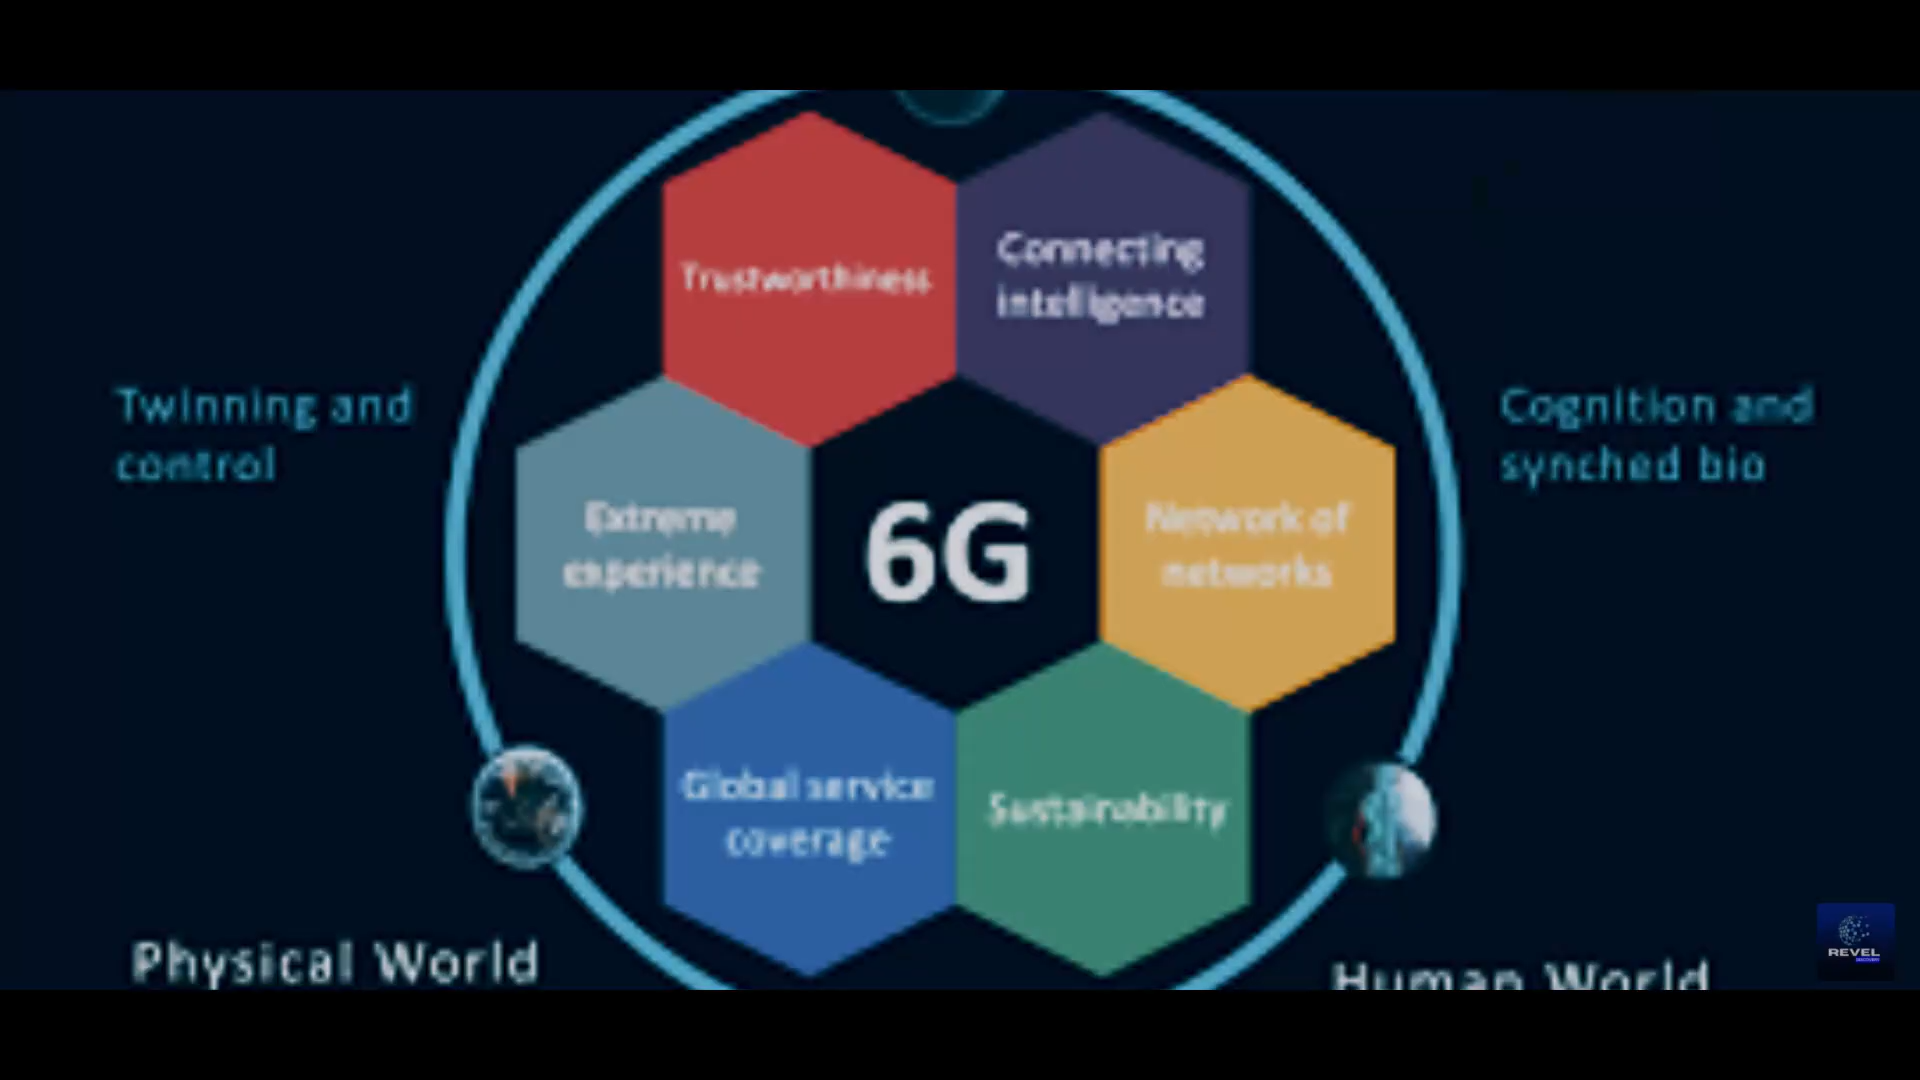 Trustworthiness
Connecting
intelligence
Twinning and
control
Cognition and
synched bio
Extreme
experience
6G
Network of
networks
Global service
coverage
Sustainability
Physical World
Human World
REVEL